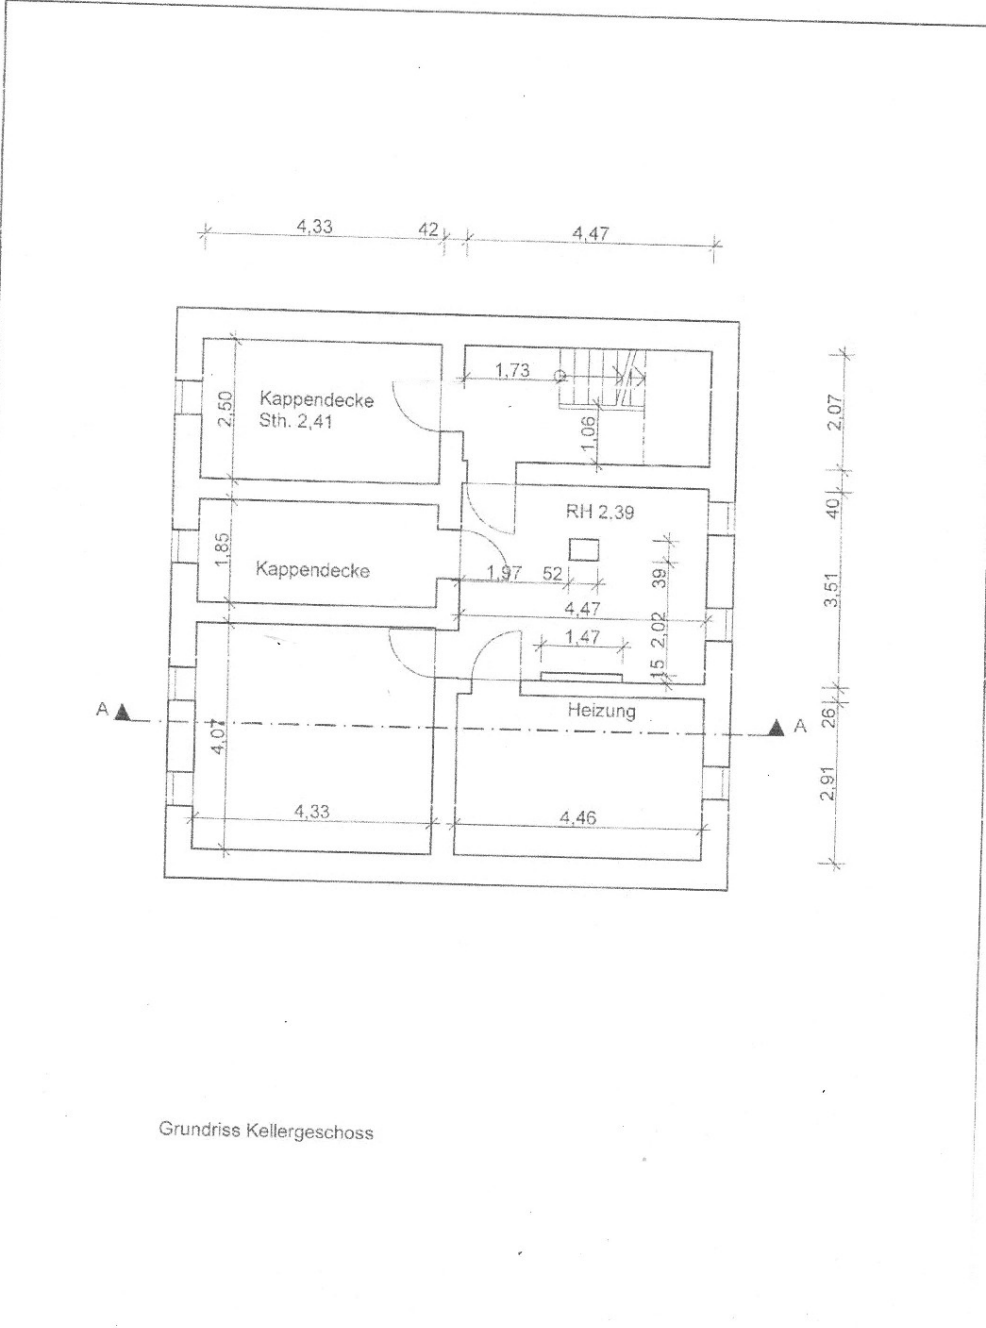 4,33
42
4,47
Kappendecke
Sth. 2,41
2,50
1,73
1,06
2,07
RH 2.39
40
1,85
Kappendecke
1,97
52
39
3,51
4,47
1,47
2,02
15
A
Heizung
26
A
4,07
4,33
4,46
2,91
Grundriss Kellergeschoss